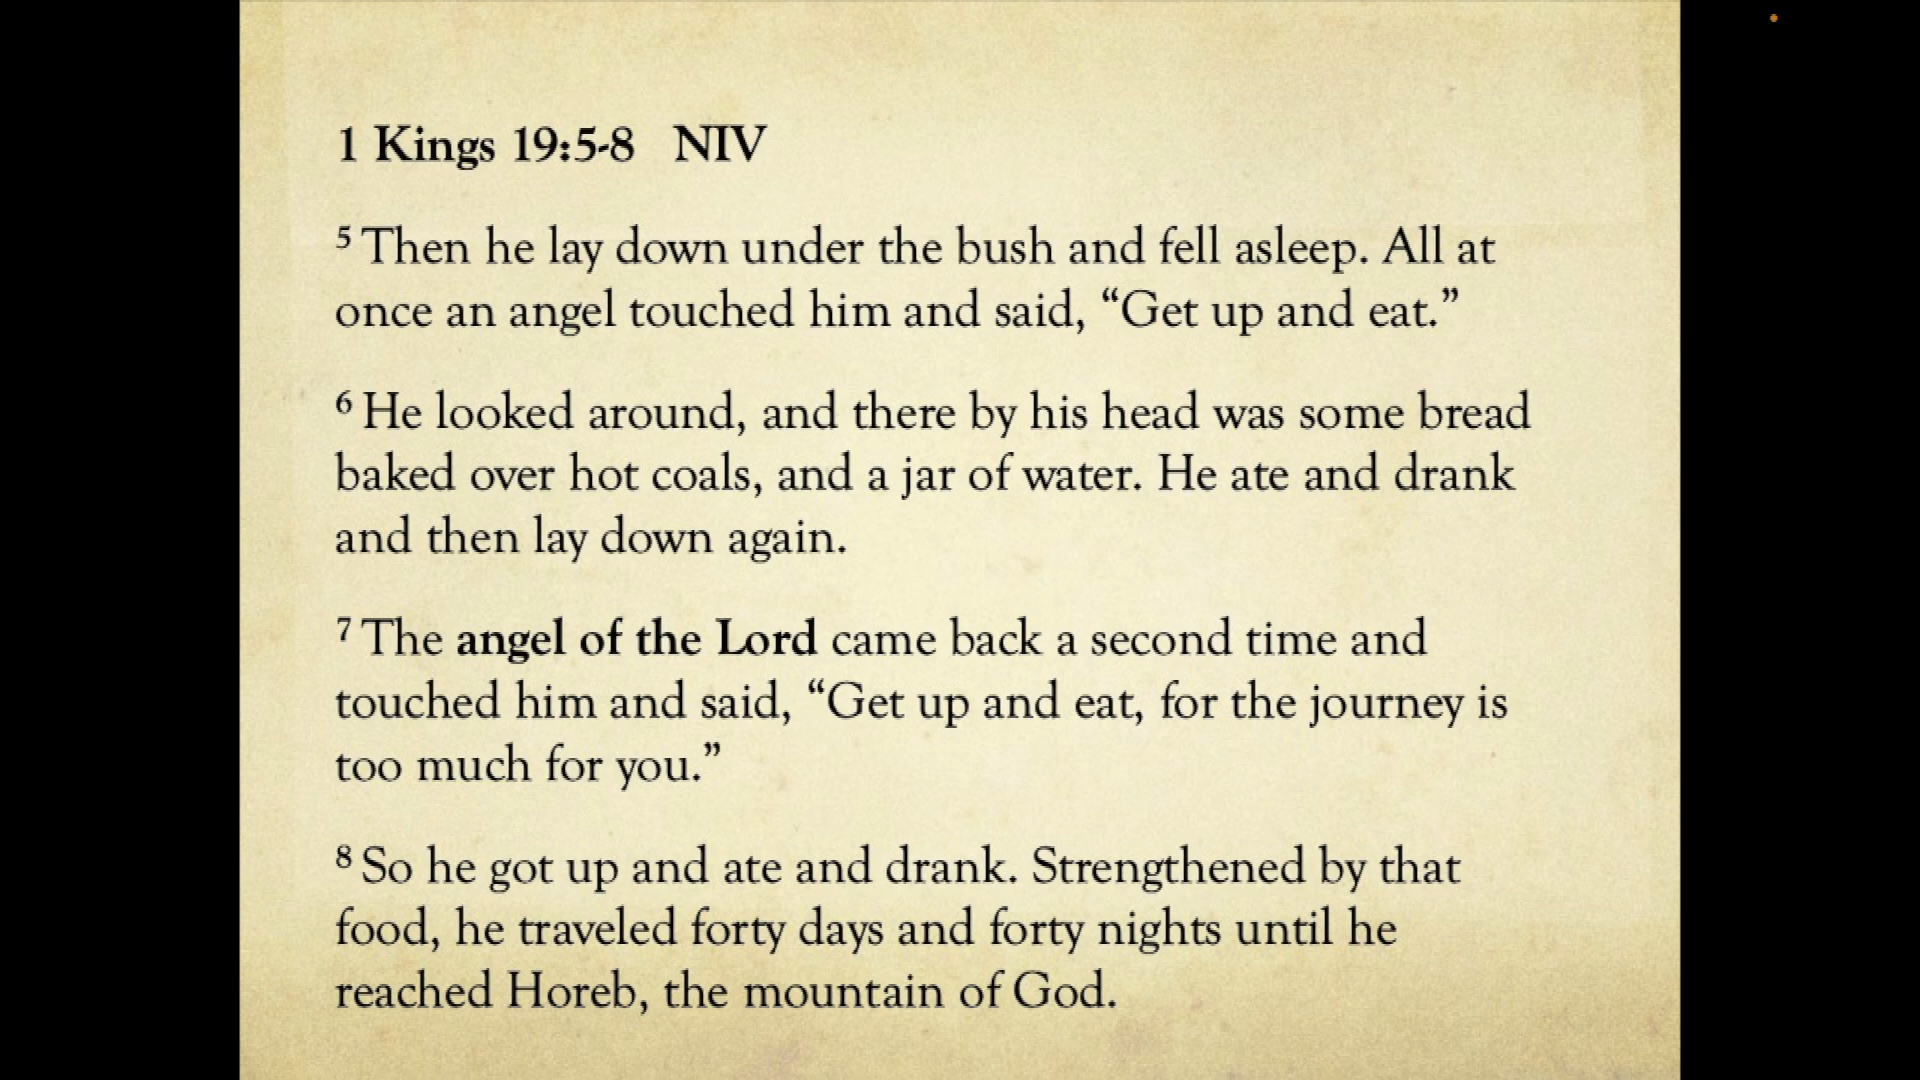 1 Kings 19:5-8 NIV
5 Then he lay down under the bush and fell asleep. All at
once an angel touched him and said, “Get up and eat.”
6 He looked around, and there by his head was some bread
baked over hot coals, and a jar of water. He ate and drank
and then lay down again.
7 The angel of the Lord came back a second time and
touched him and said, “Get up and eat, for the journey is
too much for you.”
8 So he got up and ate and drank. Strengthened by that
food, he traveled forty days and forty nights until he
reached Horeb, the mountain of God.